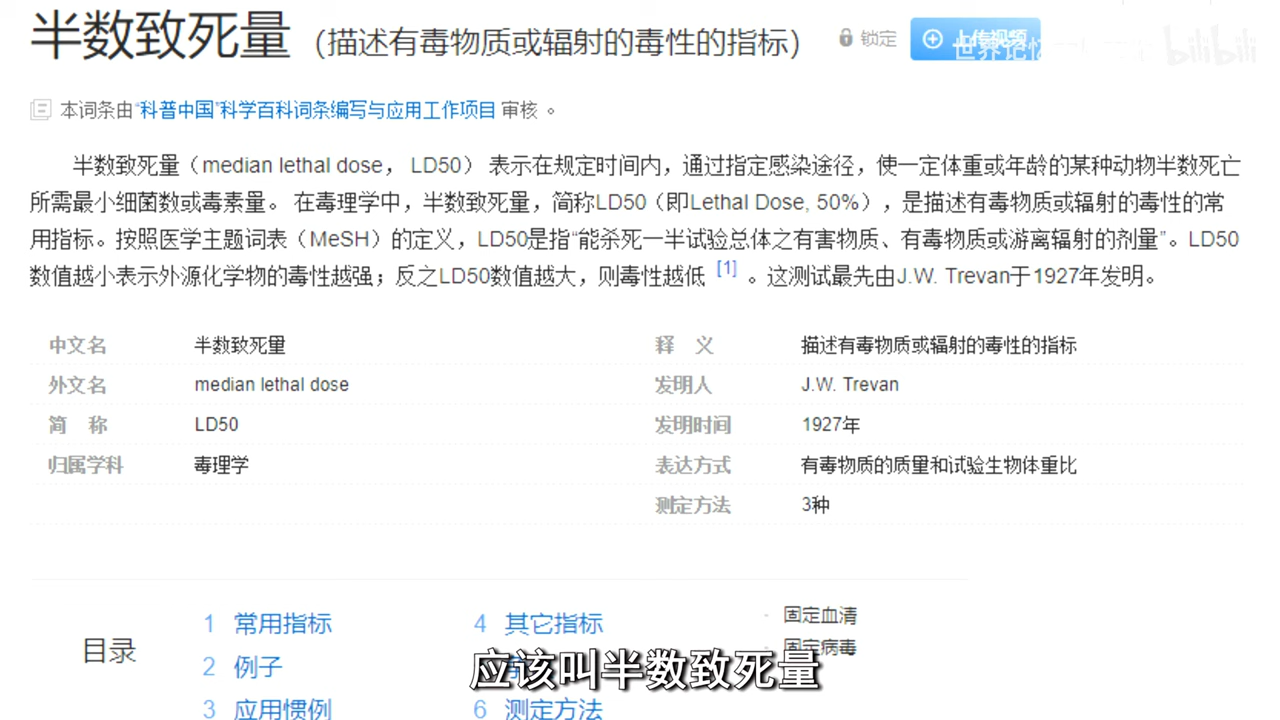 半数致死量 (描述有毒物质或辐射的毒性的指标) 锁定 上传视频
bilibili
本词条由“科普中国”科学百科词条编写与应用工作项目 审核 。
半数致死量（median lethal dose， LD50） 表示在规定时间内，通过指定感染途径，使一定体重或年龄的某种动物半数死亡
所需最小细菌数或毒素量。 在毒理学中，半数致死量，简称LD50（即Lethal Dose, 50%），是描述有毒物质或辐射的毒性的常
用指标。按照医学主题词表（MeSH）的定义，LD50是指“能杀死一半试验总体之有害物质、有毒物质或游离辐射的剂量”。LD50
数值越小表示外源化学物的毒性越强；反之LD50数值越大，则毒性越低 [1] 。这测试最先由J.W. Trevan于1927年发明。
中文名 半数致死量 释 义 描述有毒物质或辐射的毒性的指标
外文名 median lethal dose 发明人 J.W. Trevan
简 称 LD50 发明时间 1927年
归属学科 毒理学 表达方式 有毒物质的质量和试验生物体重比
测定方法 3种
目录
1 常用指标 4 其它指标 固定血清
2 例子 固定病毒
3 应用惯例 6 测定方法
应该叫半数致死量